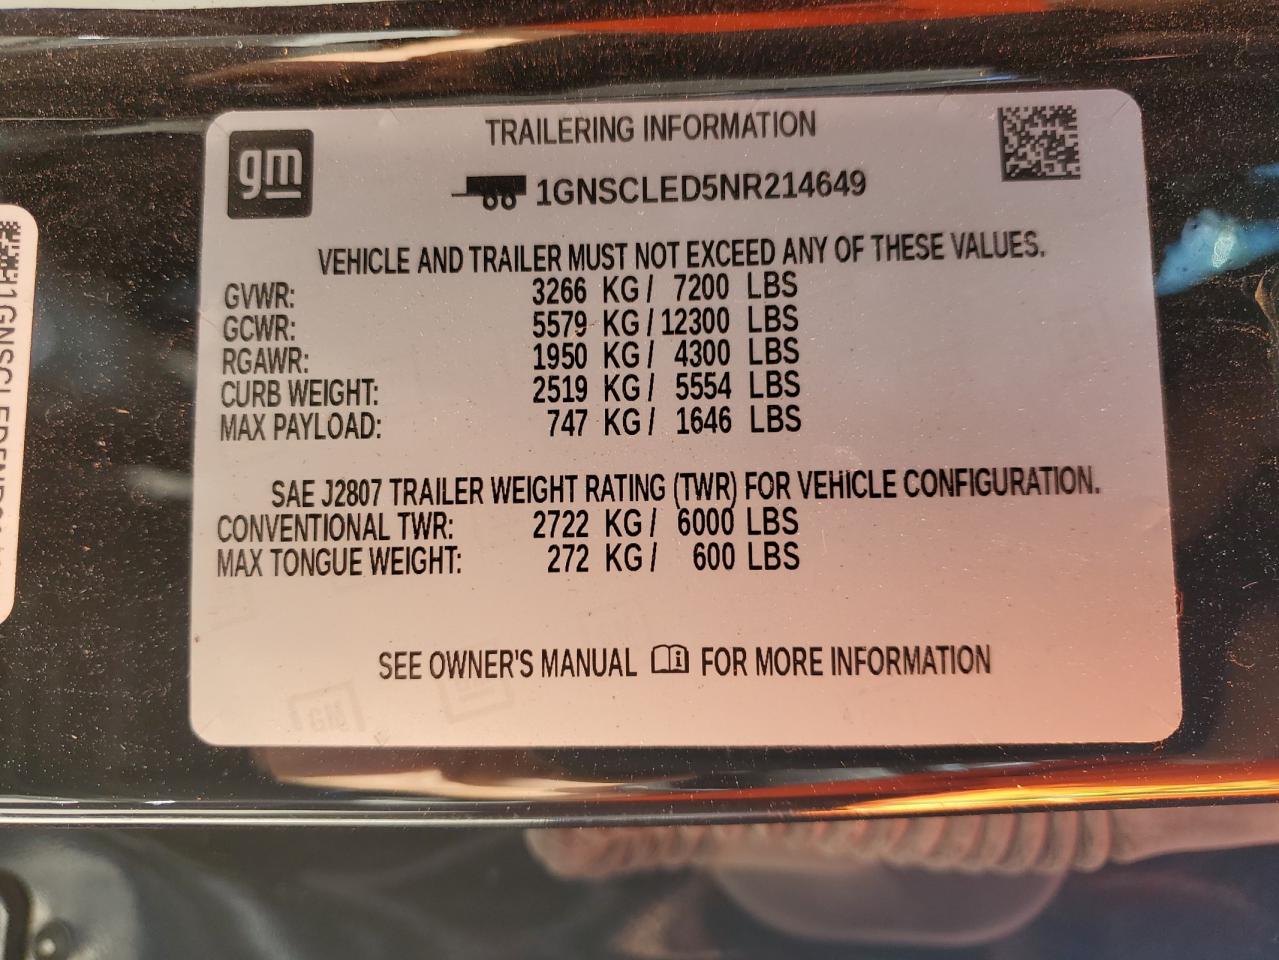 gm
TRAILERING INFORMATION
1GNSCLED5NR214649
VEHICLE AND TRAILER MUST NOT EXCEED ANY OF THESE VALUES.
GVWR: 3266 KG / 7200 LBS
GCWR: 5579 KG / 12300 LBS
RGAWR: 1950 KG / 4300 LBS
CURB WEIGHT: 2519 KG / 5554 LBS
MAX PAYLOAD: 747 KG / 1646 LBS
SAE J2807 TRAILER WEIGHT RATING (TWR) FOR VEHICLE CONFIGURATION.
CONVENTIONAL TWR: 2722 KG / 6000 LBS
MAX TONGUE WEIGHT: 272 KG / 600 LBS
SEE OWNER'S MANUAL i FOR MORE INFORMATION
GM